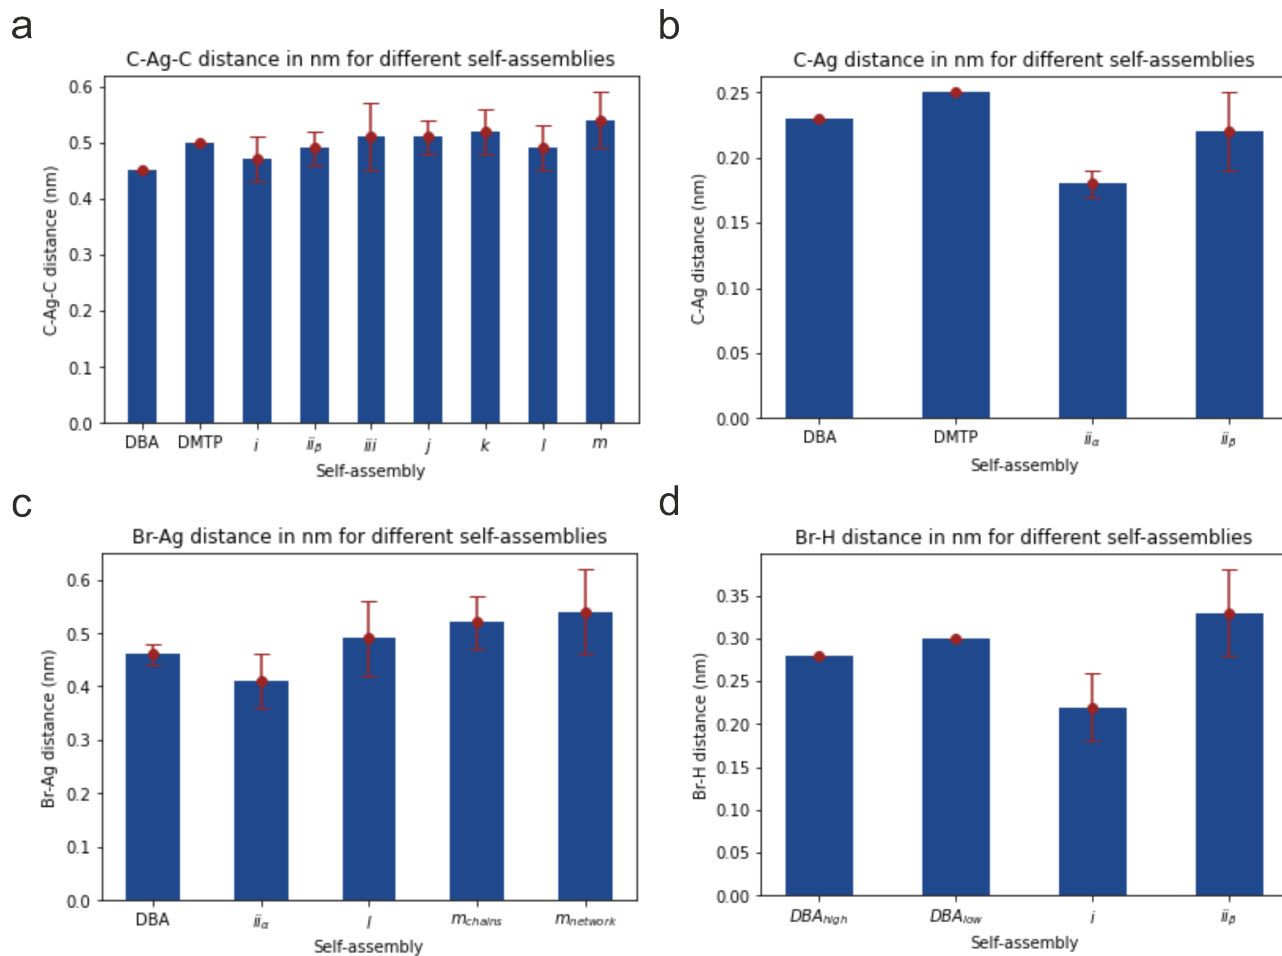 a
C-Ag-C distance in nm for different self-assemblies
C-Ag-C distance (nm)
0.6
0.5
0.4
0.3
0.2
0.1
0.0
DBA DMTP i iiᵦ iii j k l m
Self-assembly
b
C-Ag distance in nm for different self-assemblies
C-Ag distance (nm)
0.25
0.20
0.15
0.10
0.05
0.00
DBA DMTP ii_α iiᵦ
Self-assembly
c
Br-Ag distance in nm for different self-assemblies
Br-Ag distance (nm)
0.6
0.5
0.4
0.3
0.2
0.1
0.0
DBA ii_α l m_chains m_network
Self-assembly
d
Br-H distance in nm for different self-assemblies
Br-H distance (nm)
0.35
0.30
0.25
0.20
0.15
0.10
0.05
0.00
DBA_high DBA_low i iiᵦ
Self-assembly